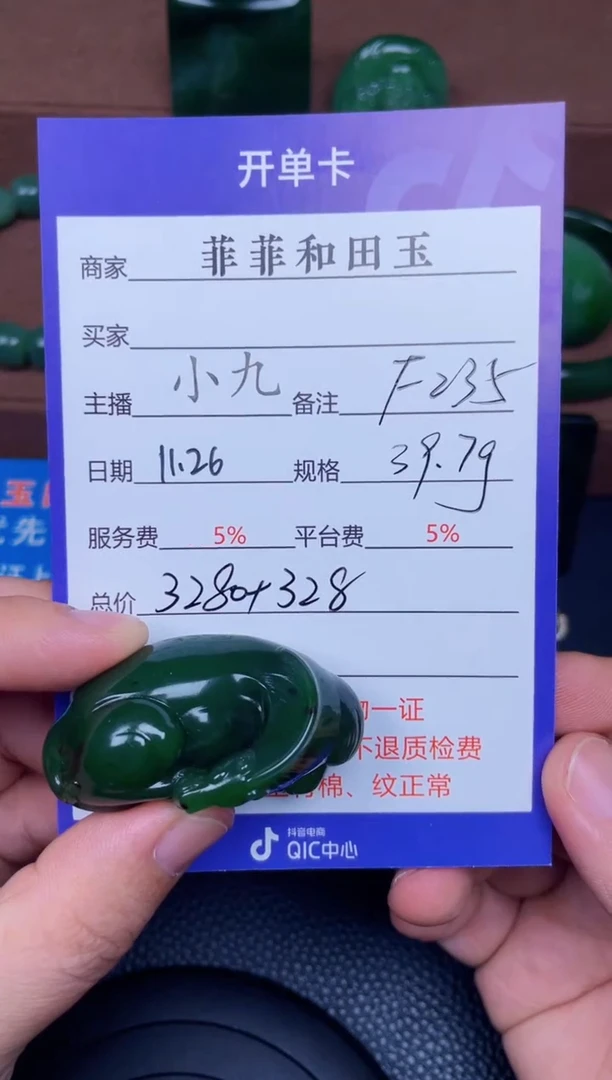 开单卡
商家 菲菲和田玉
买家
主播 小九 备注 F235
日期 11.26 规格 39.7g
服务费 5% 平台费 5%
总价 3280+328
一证
不退质检费
棉、纹正常
抖音电商
QIC中心
玉
先